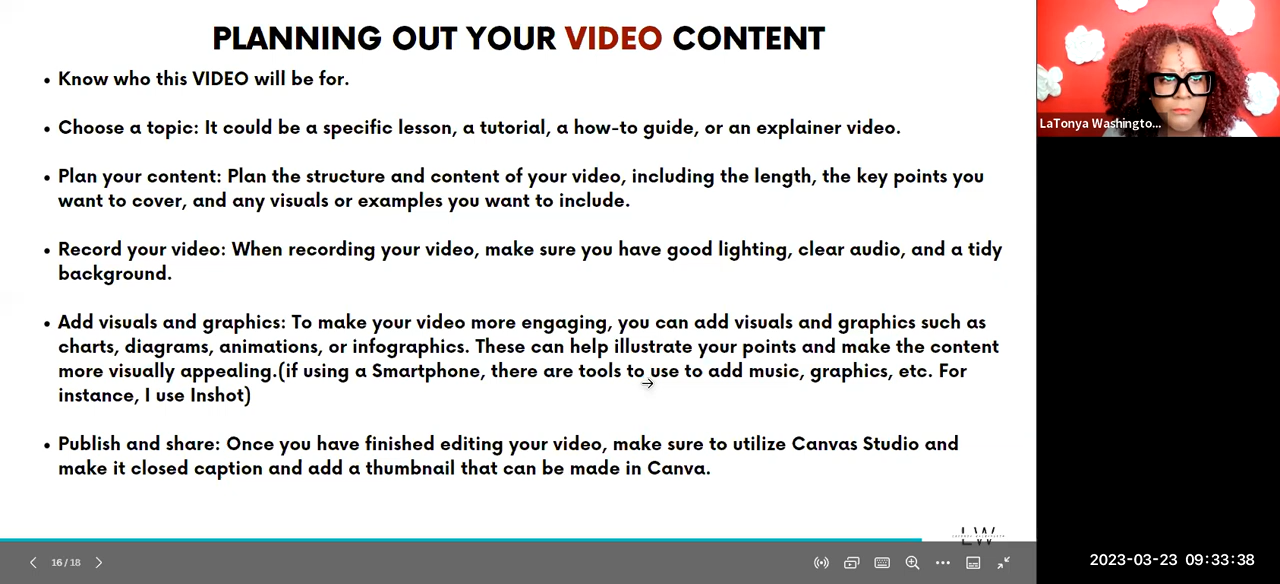 PLANNING OUT YOUR VIDEO CONTENT
• Know who this VIDEO will be for.
• Choose a topic: It could be a specific lesson, a tutorial, a how-to guide, or an explainer video.
• Plan your content: Plan the structure and content of your video, including the length, the key points you
want to cover, and any visuals or examples you want to include.
• Record your video: When recording your video, make sure you have good lighting, clear audio, and a tidy
background.
• Add visuals and graphics: To make your video more engaging, you can add visuals and graphics such as
charts, diagrams, animations, or infographics. These can help illustrate your points and make the content
more visually appealing.(if using a Smartphone, there are tools to use to add music, graphics, etc. For
instance, I use Inshot)
• Publish and share: Once you have finished editing your video, make sure to utilize Canvas Studio and
make it closed caption and add a thumbnail that can be made in Canva.
LW
16 / 18
LaTonya Washingto...
2023-03-23 09:33:38